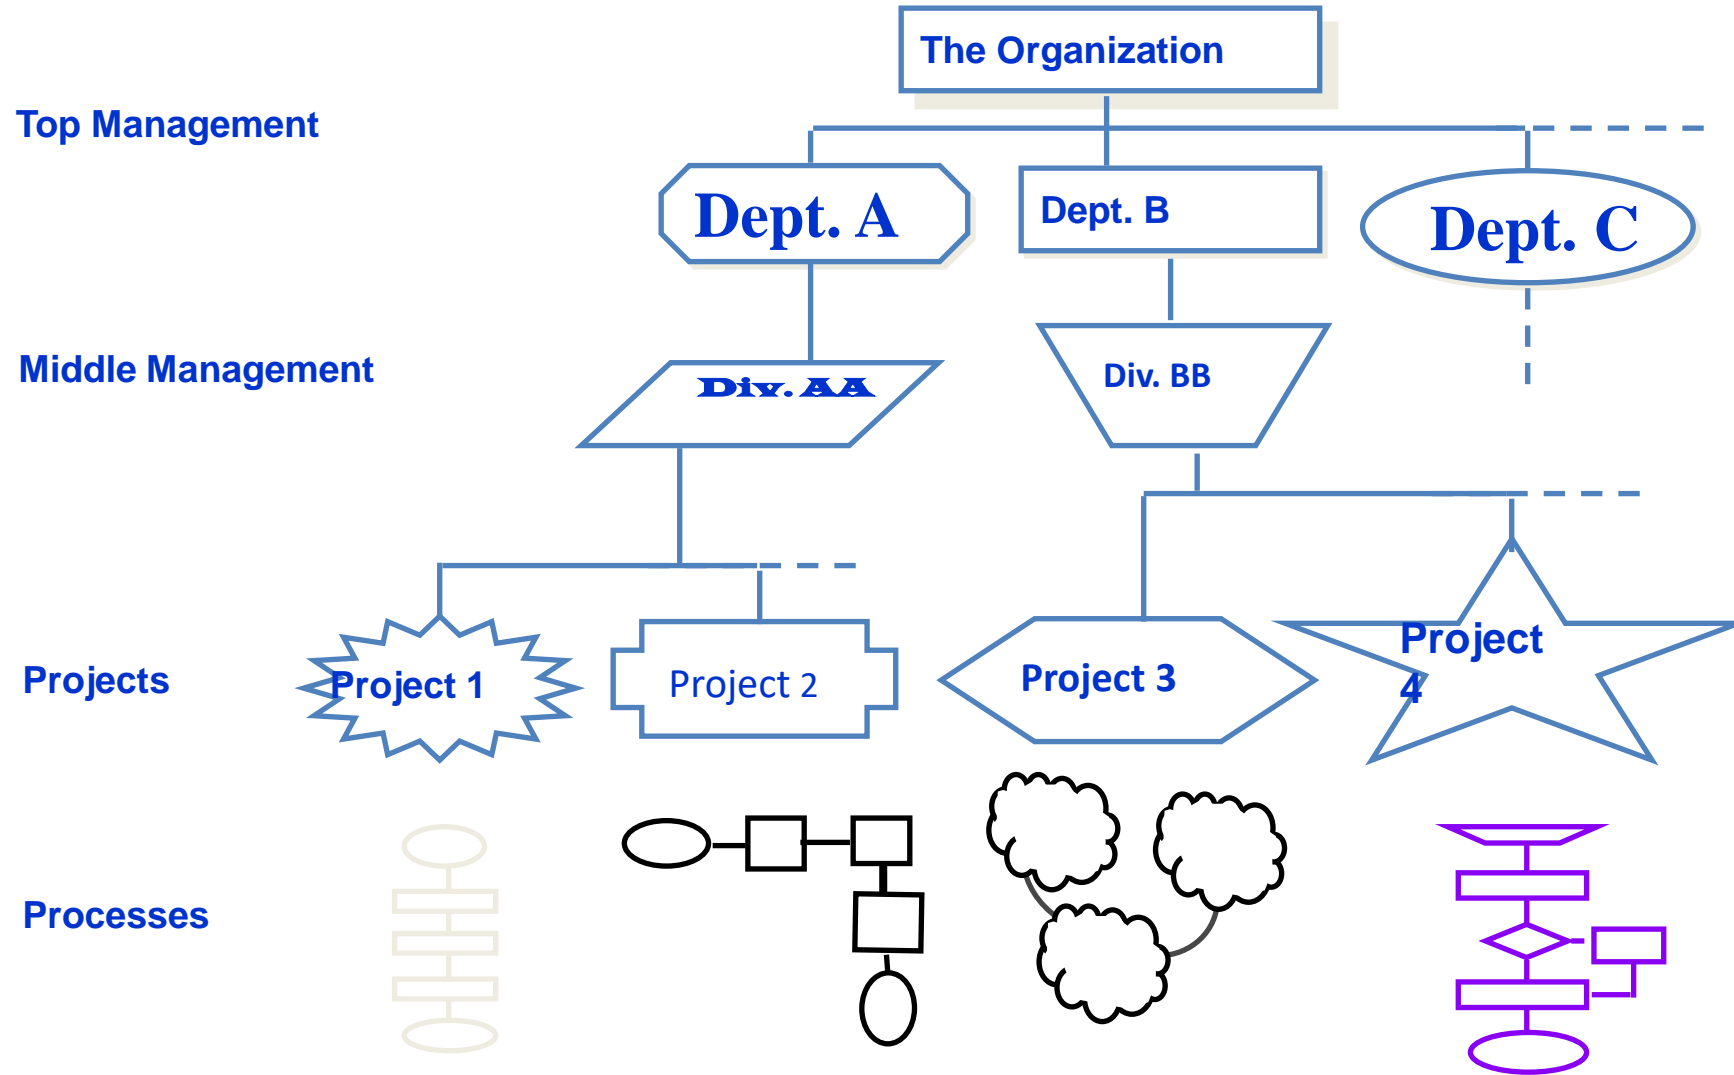 The Organization
Top Management
Dept. A
Dept. B
Dept. C
Middle Management
Div. AA
Div. BB
Projects
Project 1
Project 2
Project 3
Project
4
Processes